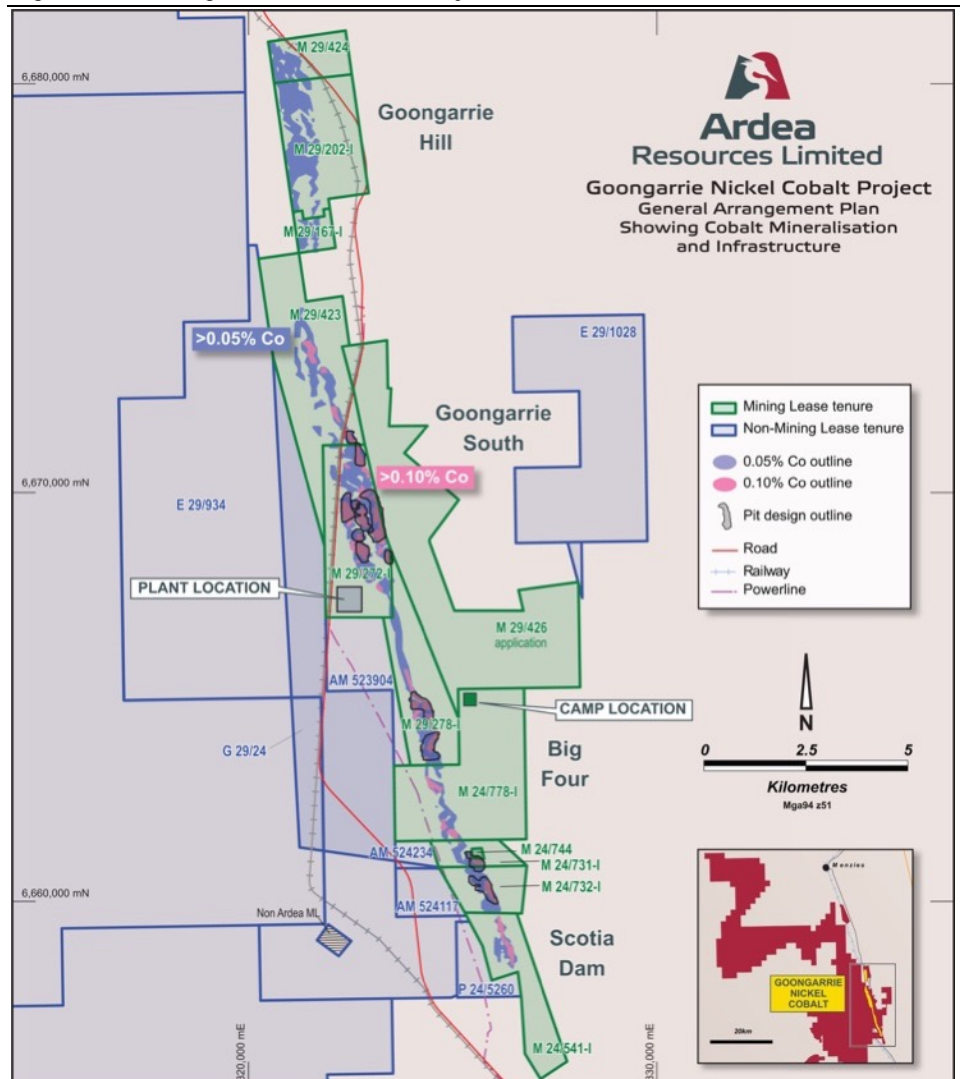 M 29/424
6,680,000 mN
Goongarrie
Hill
M 29/202-I
M 29/167-I
Ardea
Resources Limited
Goongarrie Nickel Cobalt Project
General Arrangement Plan
Showing Cobalt Mineralisation
and Infrastructure
M 29/423
>0.05% Co
E 29/1028
Goongarrie
South
>0.10% Co
6,670,000 mN
E 29/934
Mining Lease tenure
Non-Mining Lease tenure
0.05% Co outline
0.10% Co outline
Pit design outline
Road
Railway
Powerline
M 29/272-I
PLANT LOCATION
M 29/426
application
AM 523904
CAMP LOCATION
M 29/278-I
G 29/24
Big
Four
N
0 2.5 5
Kilometres
Mga94 z51
M 24/778-I
AM 524234
M 24/744
M 24/731-I
M 24/732-I
6,660,000 mN
AM 524117
Non Ardea ML
Scotia
Dam
P 24/5260
M 24/541-I
Menzies
GOONGARRIE
NICKEL
COBALT
20km
320,000 mE
330,000 mE